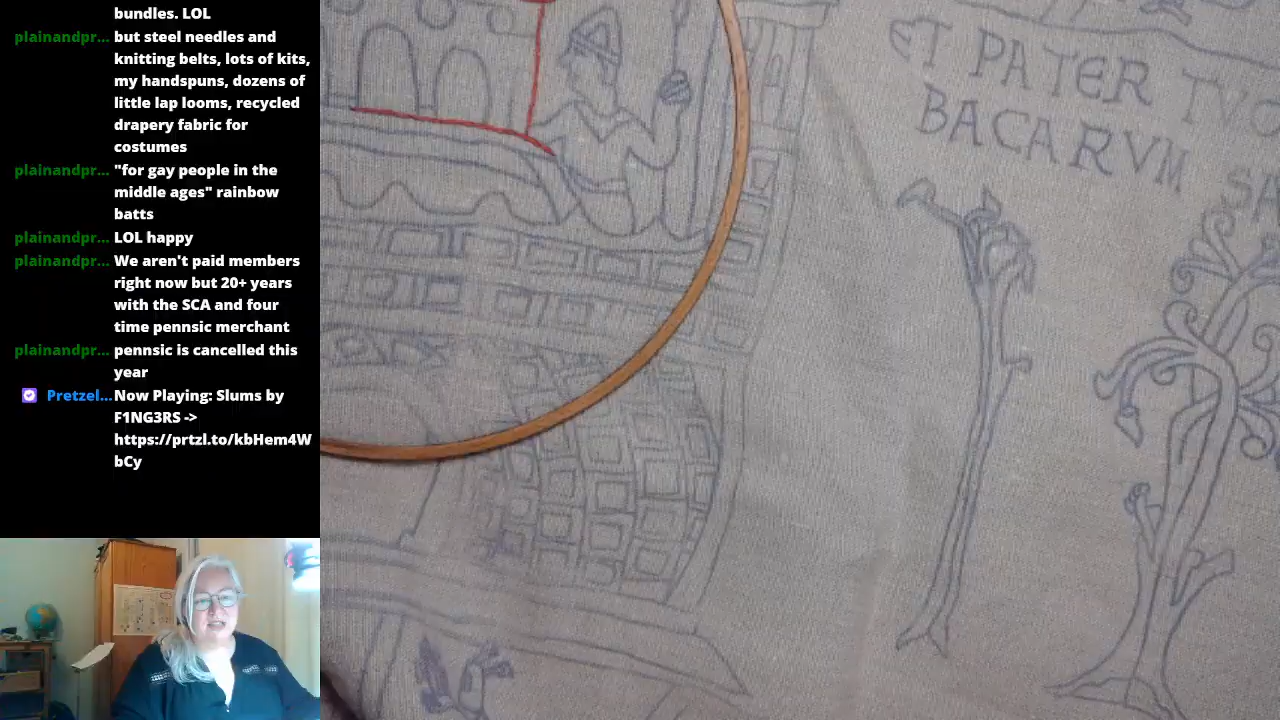 bundles. LOL
plainandpr... but steel needles and
knitting belts, lots of kits,
my handspuns, dozens of
little lap looms, recycled
drapery fabric for
costumes
plainandpr... "for gay people in the
middle ages" rainbow
batts
plainandpr... LOL happy
plainandpr... We aren't paid members
right now but 20+ years
with the SCA and four
time pennsic merchant
plainandpr... pennsic is cancelled this
year
Pretzel... Now Playing: Slums by
F1NG3RS ->
https://prtzl.to/kbHem4W
bCy
ET PATER TVO
BACARVM SA